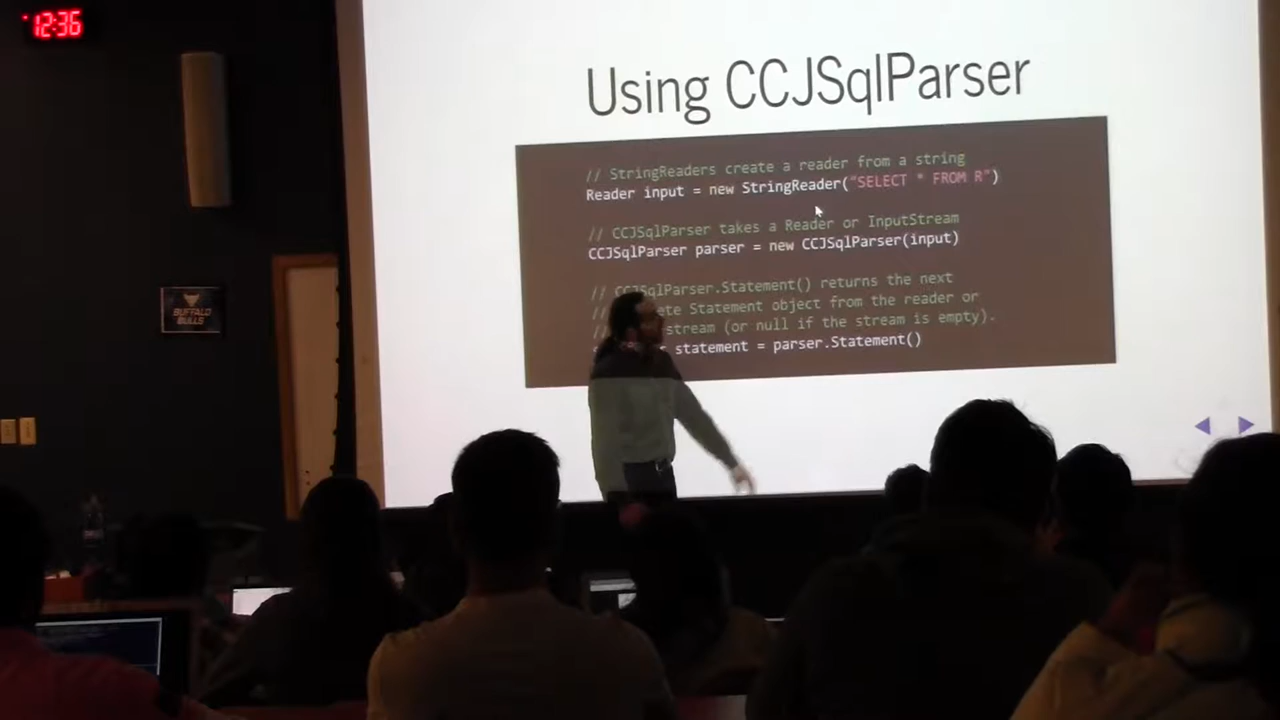 12:36
Using CCJSqlParser
// StringReaders create a reader from a string
Reader input = new StringReader("SELECT * FROM R")
// CCJSqlParser takes a Reader or InputStream
CCJSqlParser parser = new CCJSqlParser(input)
// CCJSqlParser.Statement() returns the next
// Statement object from the reader or
// stream (or null if the stream is empty).
statement = parser.Statement()
BUFFALO
BULLS